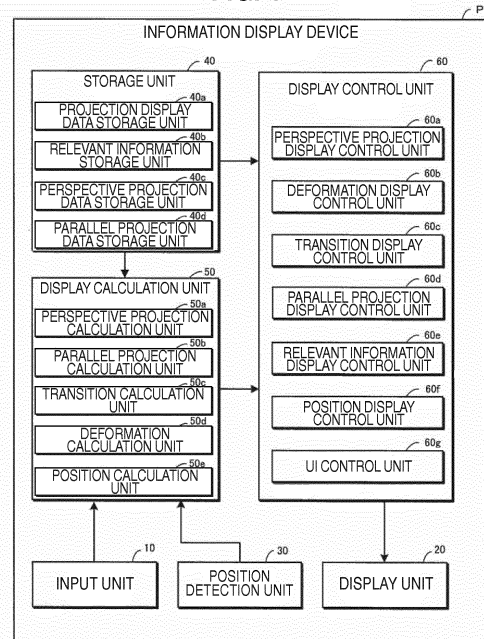 P
INFORMATION DISPLAY DEVICE
40
STORAGE UNIT
40a
PROJECTION DISPLAY
DATA STORAGE UNIT
40b
RELEVANT INFORMATION
STORAGE UNIT
40c
PERSPECTIVE PROJECTION
DATA STORAGE UNIT
40d
PARALLEL PROJECTION
DATA STORAGE UNIT
50
DISPLAY CALCULATION UNIT
50a
PERSPECTIVE PROJECTION
CALCULATION UNIT
50b
PARALLEL PROJECTION
CALCULATION UNIT
50c
TRANSITION CALCULATION
UNIT
50d
DEFORMATION
CALCULATION UNIT
50e
POSITION CALCULATION
UNIT
60
DISPLAY CONTROL UNIT
60a
PERSPECTIVE PROJECTION
DISPLAY CONTROL UNIT
60b
DEFORMATION DISPLAY
CONTROL UNIT
60c
TRANSITION DISPLAY
CONTROL UNIT
60d
PARALLEL PROJECTION
DISPLAY CONTROL UNIT
60e
RELEVANT INFORMATION
DISPLAY CONTROL UNIT
60f
POSITION DISPLAY
CONTROL UNIT
60g
UI CONTROL UNIT
10
INPUT UNIT
30
POSITION
DETECTION UNIT
20
DISPLAY UNIT